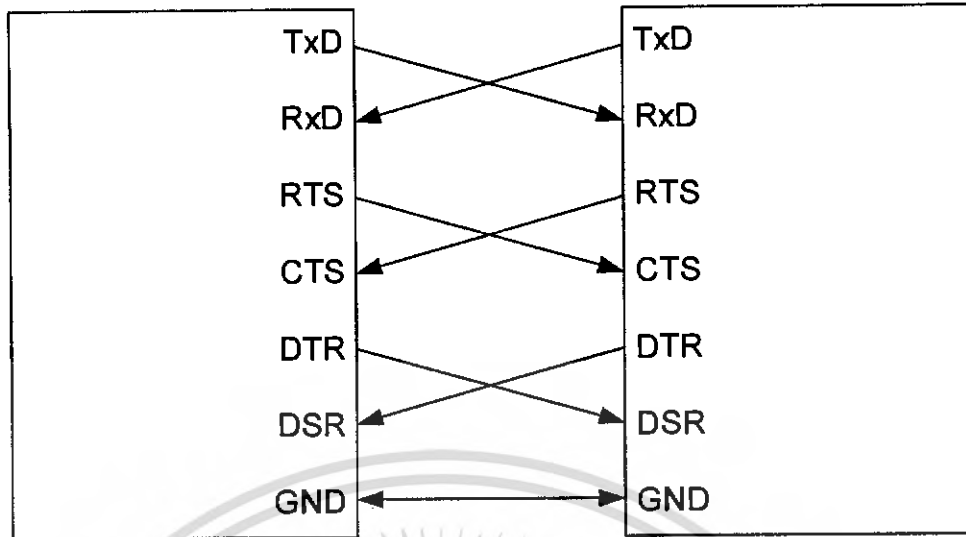 TxD TxD
RxD RxD
RTS RTS
CTS CTS
DTR DTR
DSR DSR
GND GND